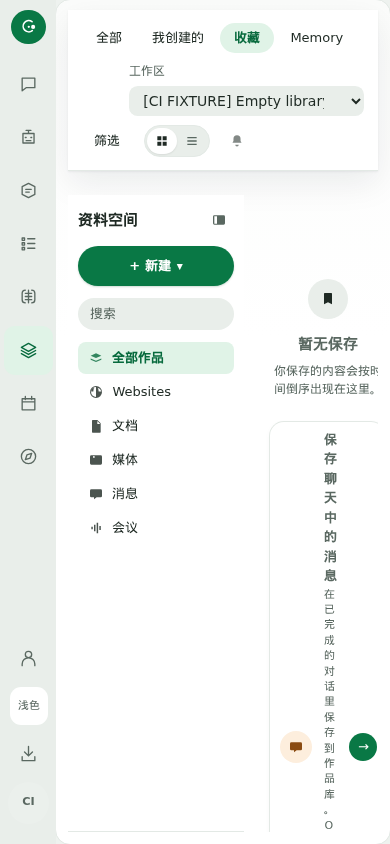 全部
我创建的
收藏
Memory
工作区
[CI FIXTURE] Empty library
筛选
资料空间
+ 新建 ▾
搜索
全部作品
Websites
文档
媒体
消息
会议
暂无保存
你保存的内容会按时
间倒序出现在这里。
保
存
聊
天
中
的
消
息
在
已
完
成
的
对
话
里
保
存
到
作
品
库
。
O
浅色
CI